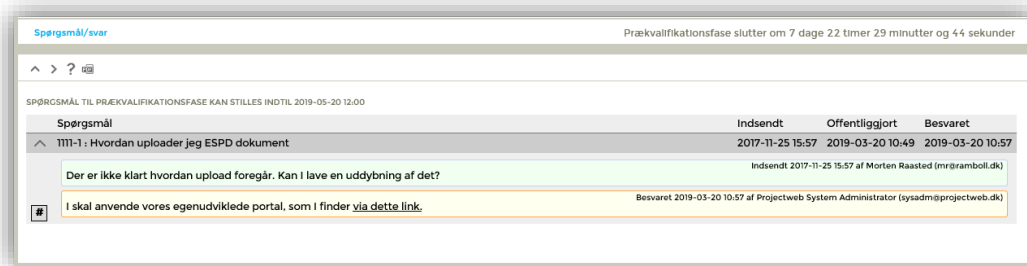 Spørgsmål/svar
Prækvalifikationsfase slutter om 7 dage 22 timer 29 minutter og 44 sekunder
?
SPØRGSMÅL TIL PRÆKVALIFIKATIONSFASE KAN STILLES INDTIL 2019-05-20 12:00
Spørgsmål Indsendt Offentliggjort Besvaret
1111-1 : Hvordan uploader jeg ESPD dokument 2017-11-25 15:57 2019-03-20 10:49 2019-03-20 10:57
Indsendt 2017-11-25 15:57 af Morten Raasted (mr@ramboll.dk)
Der er ikke klart hvordan upload foregår. Kan I lave en uddybning af det?
Besvaret 2019-03-20 10:57 af Projectweb System Administrator (sysadm@projectweb.dk)
I skal anvende vores egenudviklede portal, som I finder via dette link.
#